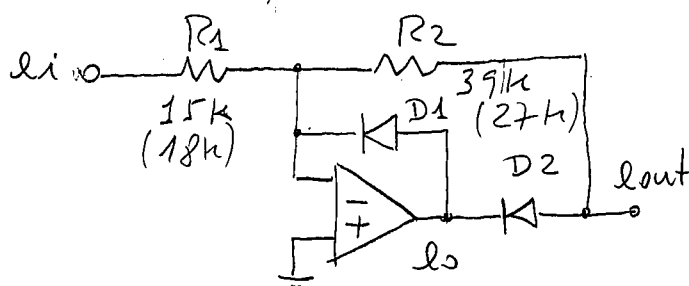 R1
R2
ei
15k
(18k)
39k
(27k)
D1
D2
eout
-
+
eo